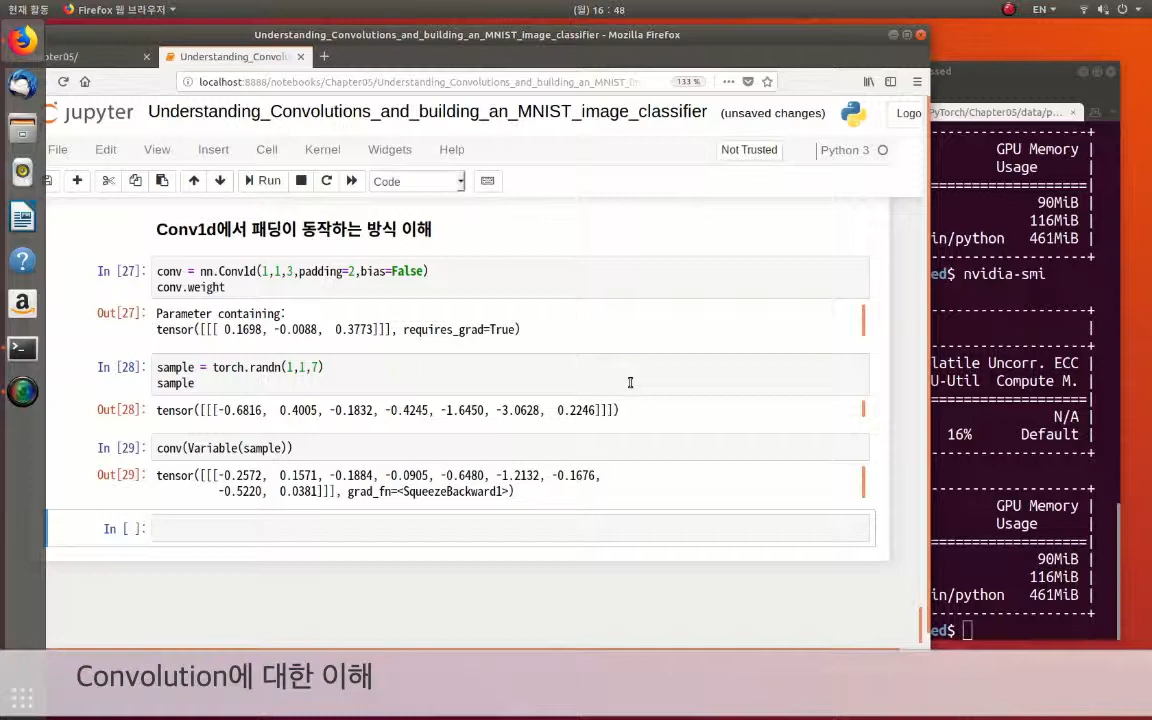 현재 활동 Firefox 웹 브라우저 (월) 16 : 48 EN
Understanding_Convolutions_and_building_an_MNIST_image_classifier - Mozilla Firefox
ter05/ × Understanding_Convolu × +
localhost:8888/notebooks/Chapter05/Understanding_Convolutions_and_building_an_MNIST_im 133 %
jupyter Understanding_Convolutions_and_building_an_MNIST_image_classifier (unsaved changes) Logo
File Edit View Insert Cell Kernel Widgets Help Not Trusted Python 3
Run Code
Conv1d에서 패딩이 동작하는 방식 이해
In [27]: conv = nn.Conv1d(1,1,3,padding=2,bias=False)
conv.weight
Out[27]: Parameter containing:
tensor([[[ 0.1698, -0.0088, 0.3773]]], requires_grad=True)
In [28]: sample = torch.randn(1,1,7)
sample
Out[28]: tensor([[[-0.6816, 0.4005, -0.1832, -0.4245, -1.6450, -3.0628, 0.2246]]])
In [29]: conv(Variable(sample))
Out[29]: tensor([[[-0.2572, 0.1571, -0.1884, -0.0905, -0.6480, -1.2132, -0.1676,
-0.5220, 0.0381]]], grad_fn=<SqueezeBackward1>)
In [ ]:
ssed
PyTorch/Chapter05/data/p... ×
---------------------+
GPU Memory |
Usage |
=====================|
90MiB |
116MiB |
in/python 461MiB |
---------------------+
ed$ nvidia-smi
---------------------+
|
---------------------+
latile Uncorr. ECC |
U-Util Compute M. |
=====================|
N/A |
16% Default |
---------------------+
---------------------+
GPU Memory |
Usage |
=====================|
90MiB |
116MiB |
in/python 461MiB |
---------------------+
ed$
Convolution에 대한 이해